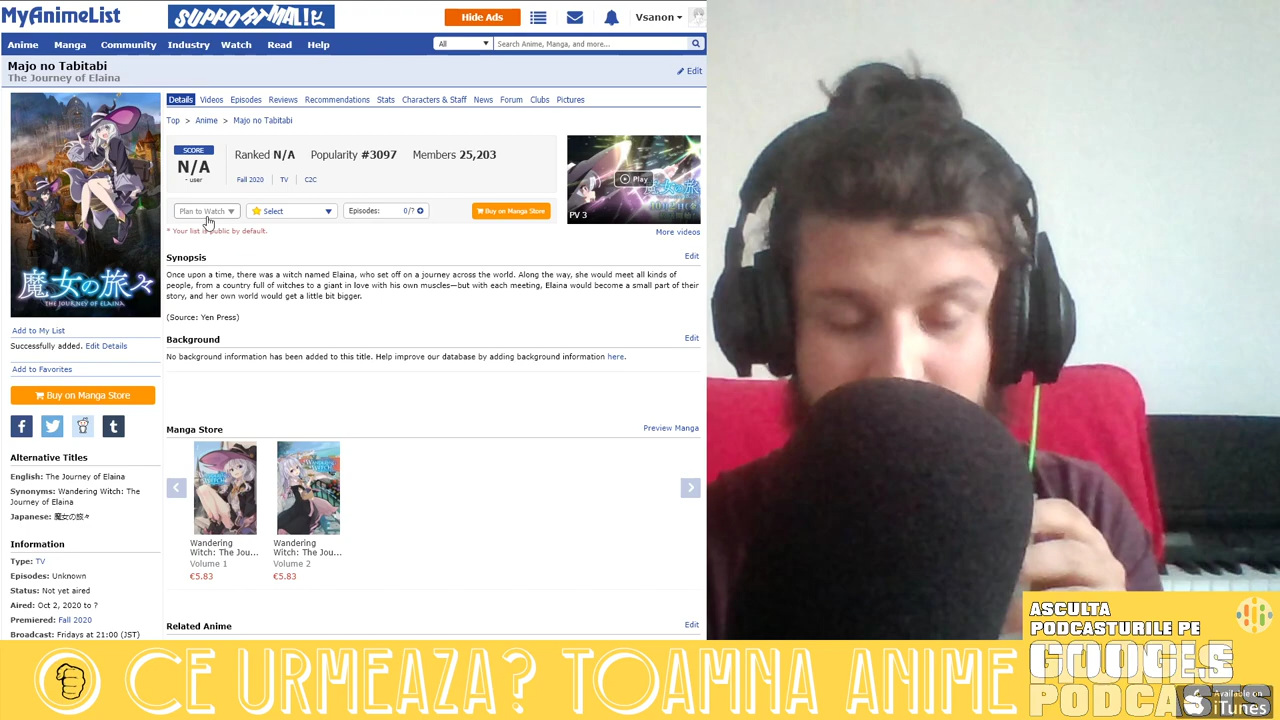 MyAnimeList
SUPPORT MAL!
Hide Ads
Vsanon
Anime Manga Community Industry Watch Read Help
All
Search Anime, Manga, and more...
Majo no Tabitabi
The Journey of Elaina
Edit
Details Videos Episodes Reviews Recommendations Stats Characters & Staff News Forum Clubs Pictures
Top > Anime > Majo no Tabitabi
SCORE
N/A
- user
Ranked N/A Popularity #3097 Members 25,203
Fall 2020 TV C2C
Play
PV 3
More videos
Plan to Watch
Select
Episodes: 0/?
Buy on Manga Store
* Your list is public by default.
魔女の旅々
THE JOURNEY OF ELAINA
Synopsis
Edit
Once upon a time, there was a witch named Elaina, who set off on a journey across the world. Along the way, she would meet all kinds of
people, from a country full of witches to a giant in love with his own muscles—but with each meeting, Elaina would become a small part of their
story, and her own world would get a little bit bigger.
(Source: Yen Press)
Background
Edit
No background information has been added to this title. Help improve our database by adding background information here.
Add to My List
Successfully added. Edit Details
Add to Favorites
Buy on Manga Store
Alternative Titles
English: The Journey of Elaina
Synonyms: Wandering Witch: The
Journey of Elaina
Japanese: 魔女の旅々
Information
Type: TV
Episodes: Unknown
Status: Not yet aired
Aired: Oct 2, 2020 to ?
Premiered: Fall 2020
Broadcast: Fridays at 21:00 (JST)
Manga Store
Preview Manga
Wandering
Witch: The Jou...
Volume 1
€5.83
Wandering
Witch: The Jou...
Volume 2
€5.83
Related Anime
Edit
ASCULTA
PODCASTURILE PE
PODCASTS
Available on
iTunes
CE URMEAZA? TOAMNA ANIME